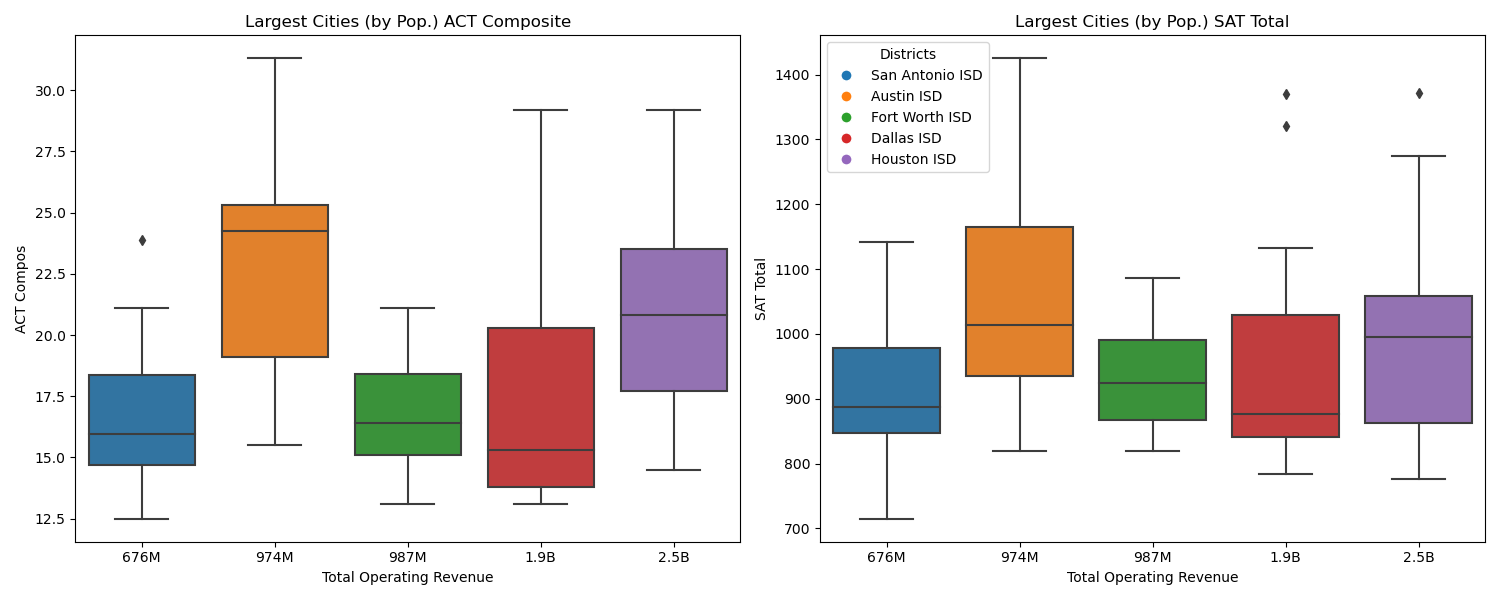 Largest Cities (by Pop.) ACT Composite
ACT Compos
30.0
27.5
25.0
22.5
20.0
17.5
15.0
12.5
676M
974M
987M
1.9B
2.5B
Total Operating Revenue
Largest Cities (by Pop.) SAT Total
SAT Total
1400
1300
1200
1100
1000
900
800
700
Districts
San Antonio ISD
Austin ISD
Fort Worth ISD
Dallas ISD
Houston ISD
676M
974M
987M
1.9B
2.5B
Total Operating Revenue